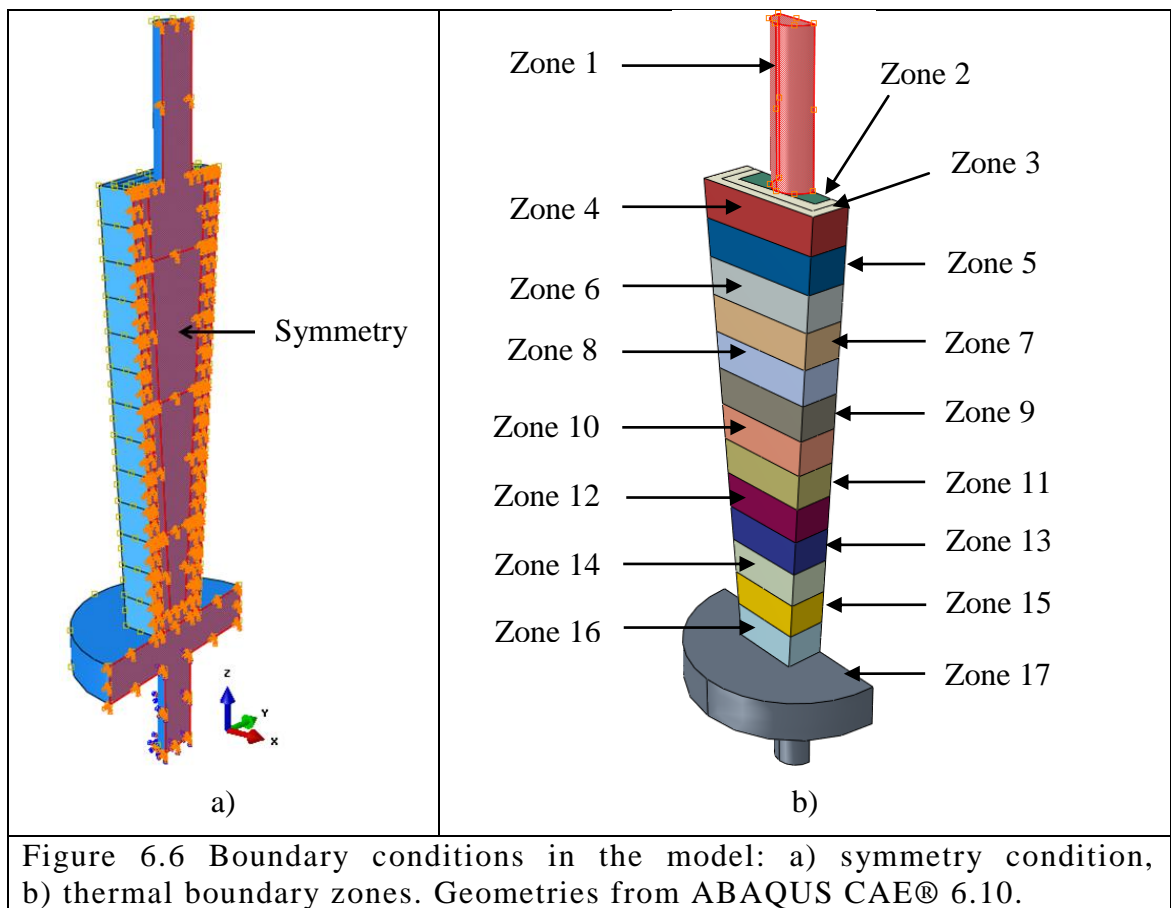 Symmetry
z
Y
X
a)
Zone 1
Zone 2
Zone 3
Zone 4
Zone 5
Zone 6
Zone 7
Zone 8
Zone 9
Zone 10
Zone 11
Zone 12
Zone 13
Zone 14
Zone 15
Zone 16
Zone 17
b)
Figure 6.6 Boundary conditions in the model: a) symmetry condition,
b) thermal boundary zones. Geometries from ABAQUS CAE® 6.10.